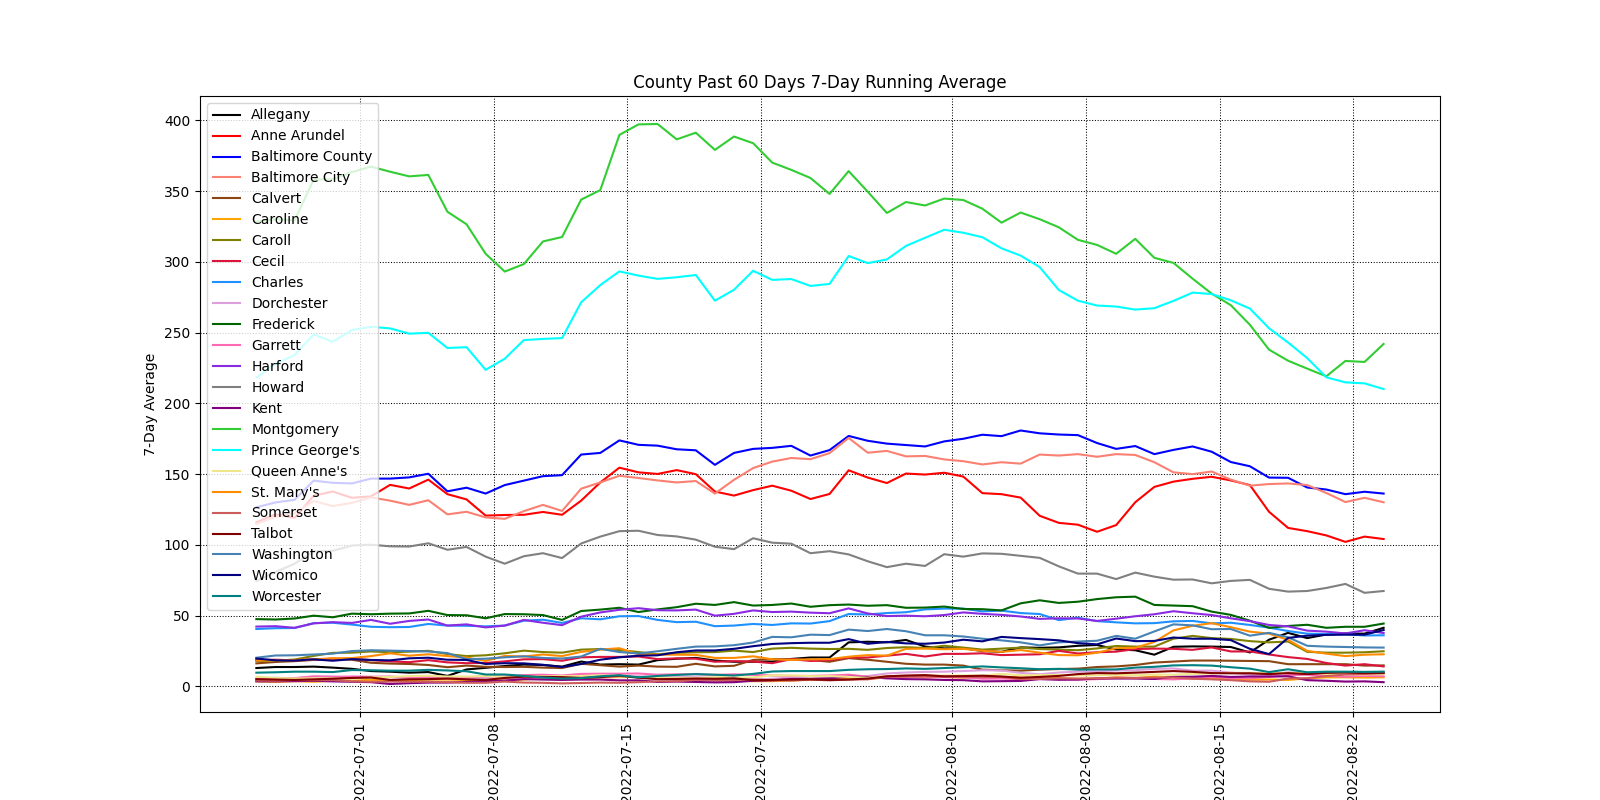 County Past 60 Days 7-Day Running Average
7-Day Average
400
350
300
250
200
150
100
50
0
Allegany
Anne Arundel
Baltimore County
Baltimore City
Calvert
Caroline
Caroll
Cecil
Charles
Dorchester
Frederick
Garrett
Harford
Howard
Kent
Montgomery
Prince George's
Queen Anne's
St. Mary's
Somerset
Talbot
Washington
Wicomico
Worcester
2022-07-01
2022-07-08
2022-07-15
2022-07-22
2022-08-01
2022-08-08
2022-08-15
2022-08-22